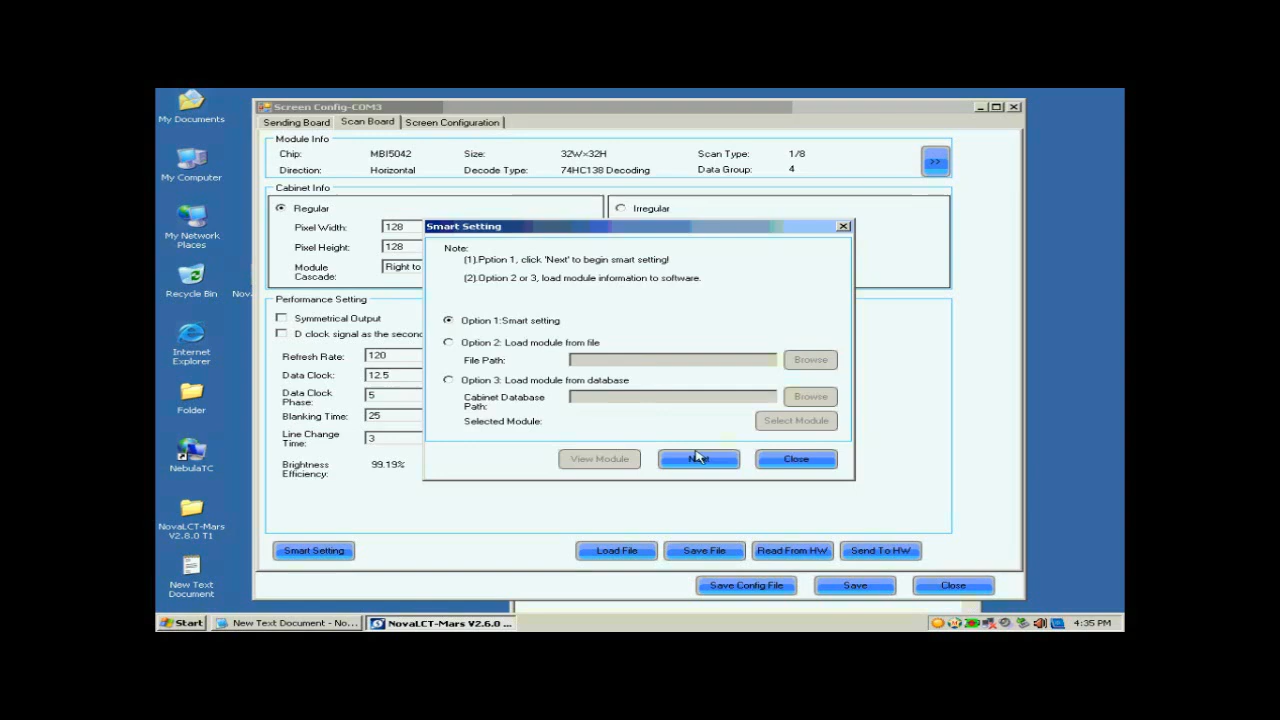 My Documents
My Computer
My Network
Places
Recycle Bin
Nov
Internet
Explorer
Folder
NebulaTC
NovaLCT-Mars
V2.8.0 T1
New Text
Document
Screen Config-COM3
Sending Board
Scan Board
Screen Configuration
Module Info
Chip: MBI5042 Size: 32W×32H Scan Type: 1/8
Direction: Horizontal Decode Type: 74HC138 Decoding Data Group: 4
>>
Cabinet Info
Regular
Irregular
Pixel Width: 128
Pixel Height: 128
Module
Cascade:
Right to
Performance Setting
Symmetrical Output
D clock signal as the second
Refresh Rate: 120
Data Clock: 12.5
Data Clock
Phase:
5
Blanking Time: 25
Line Change
Time:
3
Brightness
Efficiency:
99.19%
Smart Setting
Note:
(1).Pption 1, click 'Next' to begin smart setting!
(2).Option 2 or 3, load module information to software.
Option 1:Smart setting
Option 2: Load module from file
File Path: Browse
Option 3: Load module from database
Cabinet Database
Path:
Browse
Selected Module: Select Module
View Module Next Close
Smart Setting Load File Save File Read From HW Send To HW
Save Config File Save Close
Start New Text Document - No... NovaLCT-Mars V2.6.0 ... 4:35 PM